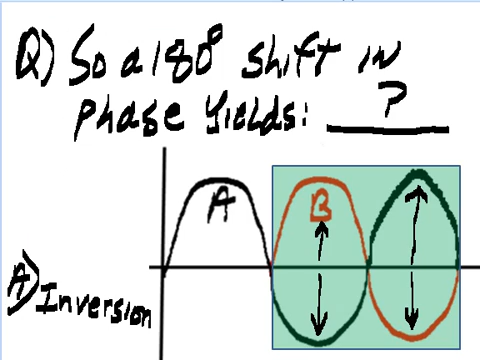 Q) So a 180° shift in
phase yields: ?
A
B
A) Inversion